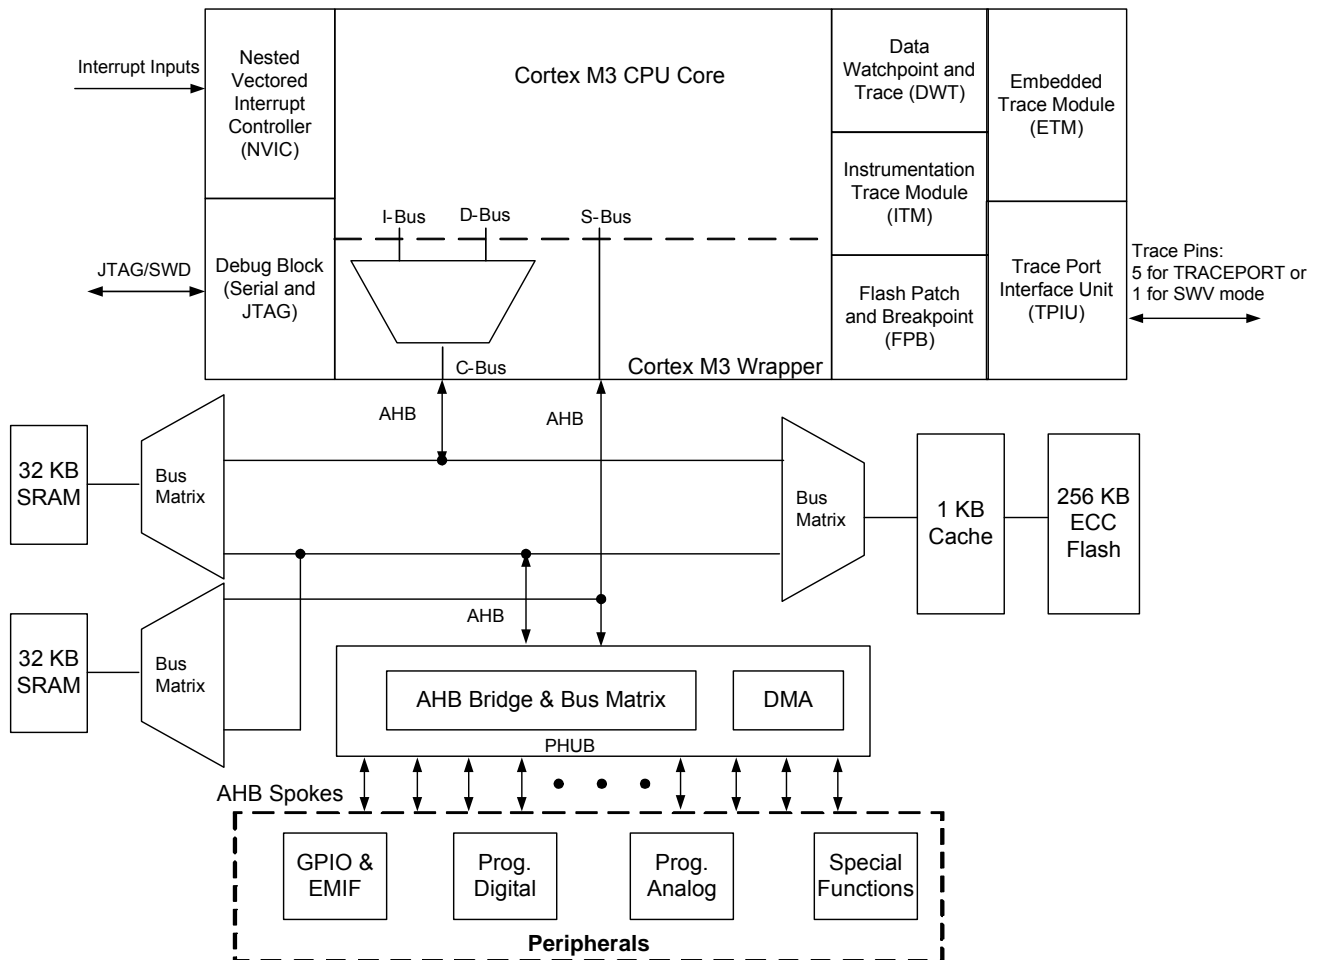 Interrupt Inputs
Nested
Vectored
Interrupt
Controller
(NVIC)
Cortex M3 CPU Core
Data
Watchpoint and
Trace (DWT)
Embedded
Trace Module
(ETM)
Instrumentation
Trace Module
(ITM)
I-Bus
D-Bus
S-Bus
JTAG/SWD
Debug Block
(Serial and
JTAG)
Flash Patch
and Breakpoint
(FPB)
Trace Port
Interface Unit
(TPIU)
Trace Pins:
5 for TRACEPORT or
1 for SWV mode
C-Bus
Cortex M3 Wrapper
AHB
AHB
32 KB
SRAM
Bus
Matrix
Bus
Matrix
1 KB
Cache
256 KB
ECC
Flash
AHB
32 KB
SRAM
Bus
Matrix
AHB Bridge & Bus Matrix
DMA
PHUB
AHB Spokes
GPIO &
EMIF
Prog.
Digital
Prog.
Analog
Special
Functions
Peripherals